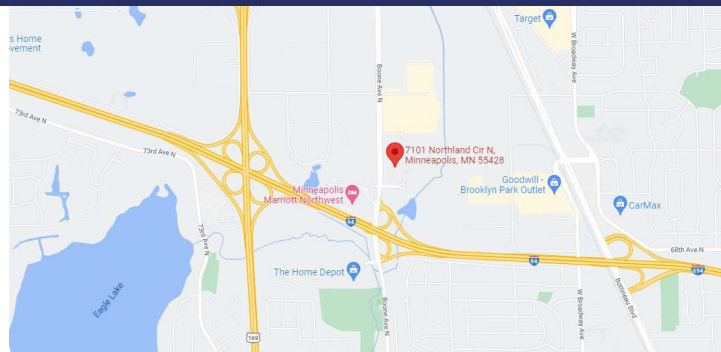 Target
s Home
ovement
Boone Ave N
W Broadway Ave
73rd Ave N
73rd Ave N
7101 Northland Cir N,
Minneapolis, MN 55428
Goodwill -
Brooklyn Park Outlet
Minneapolis
Marriott Northwest
CarMax
73rd Ave N
94
68th Ave N
94
694
The Home Depot
Eagle Lake
Boone Ave N
W Broadway Ave
Bottineau Blvd
169